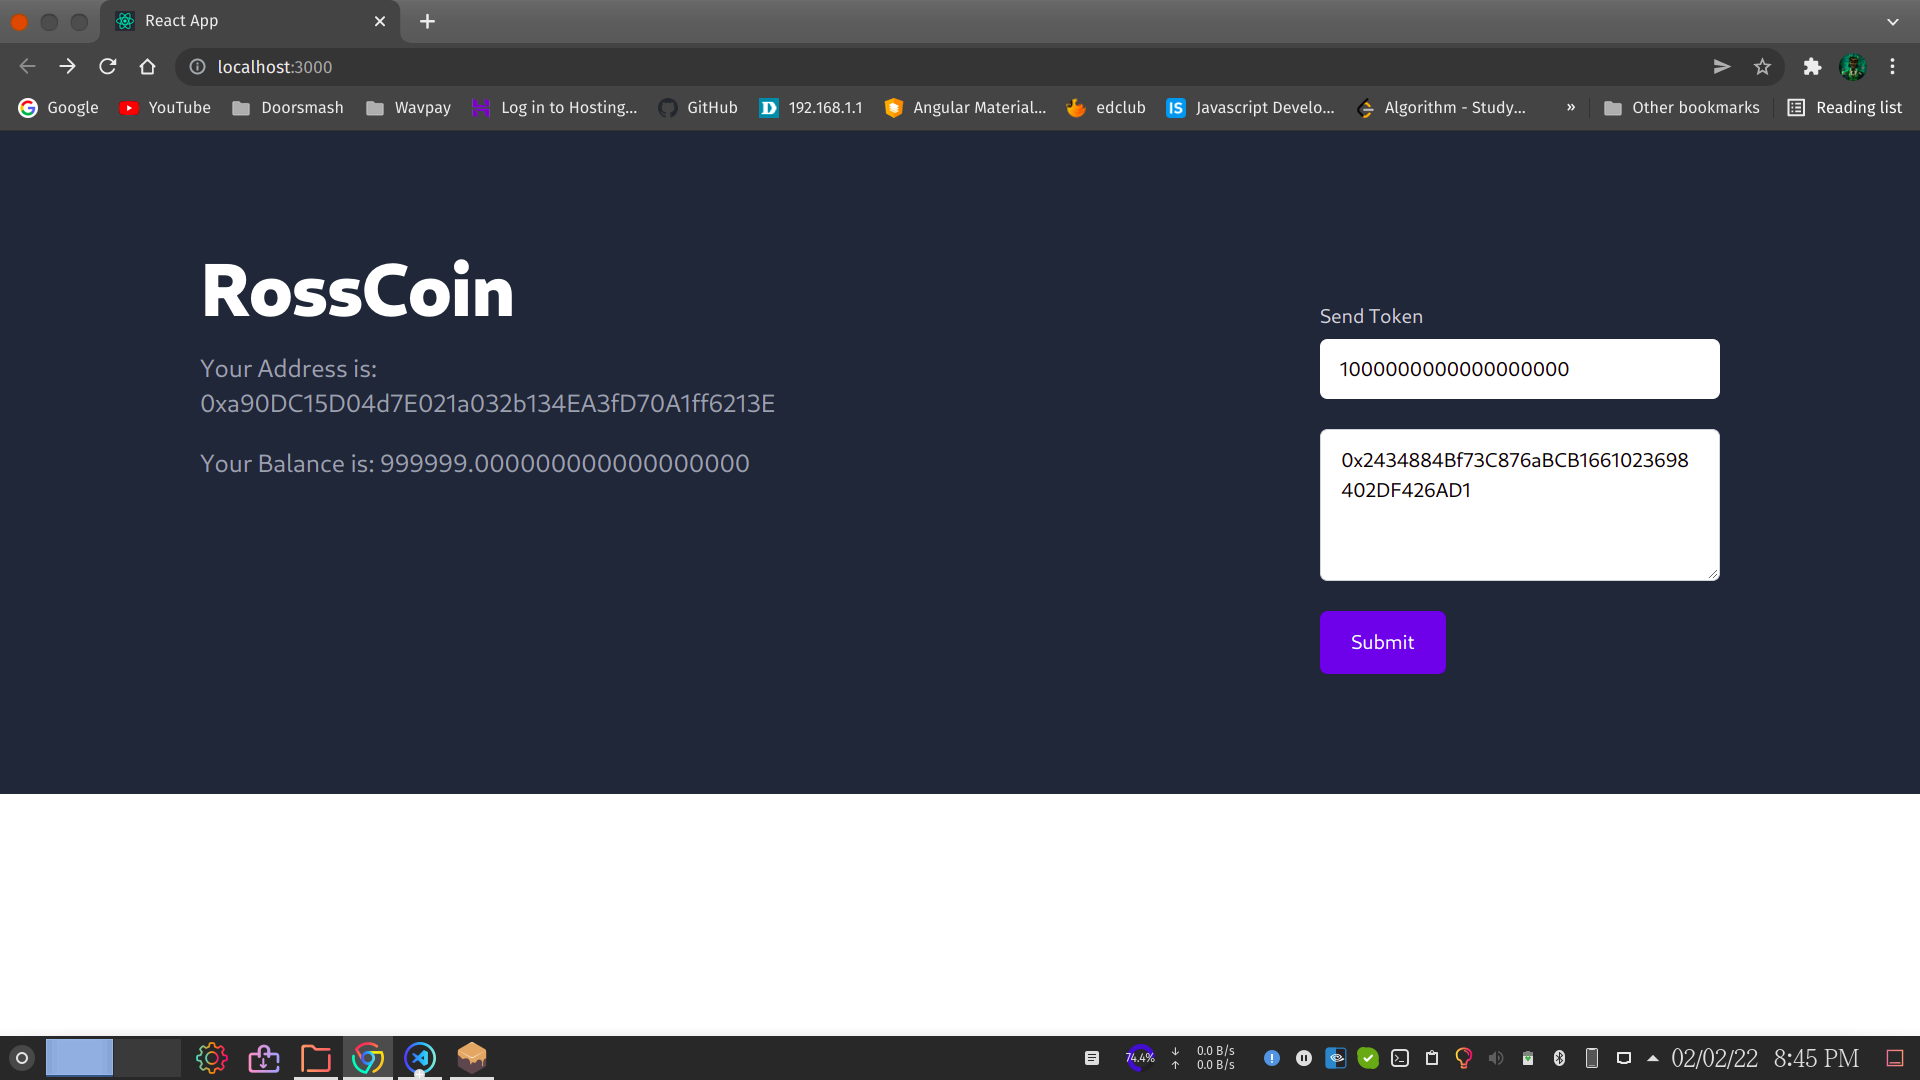 React App
localhost:3000
Google
YouTube
Doorsmash
Wavpay
Log in to Hosting...
GitHub
192.168.1.1
Angular Material...
edclub
Javascript Develo...
Algorithm - Study...
»
Other bookmarks
Reading list
RossCoin
Your Address is:
0xa90DC15D04d7E021a032b134EA3fD70A1ff6213E
Your Balance is: 999999.000000000000000000
Send Token
1000000000000000000
0x2434884Bf73C876aBCB1661023698
402DF426AD1
Submit
74.4%
0.0 B/s
0.0 B/s
02/02/22
8:45 PM